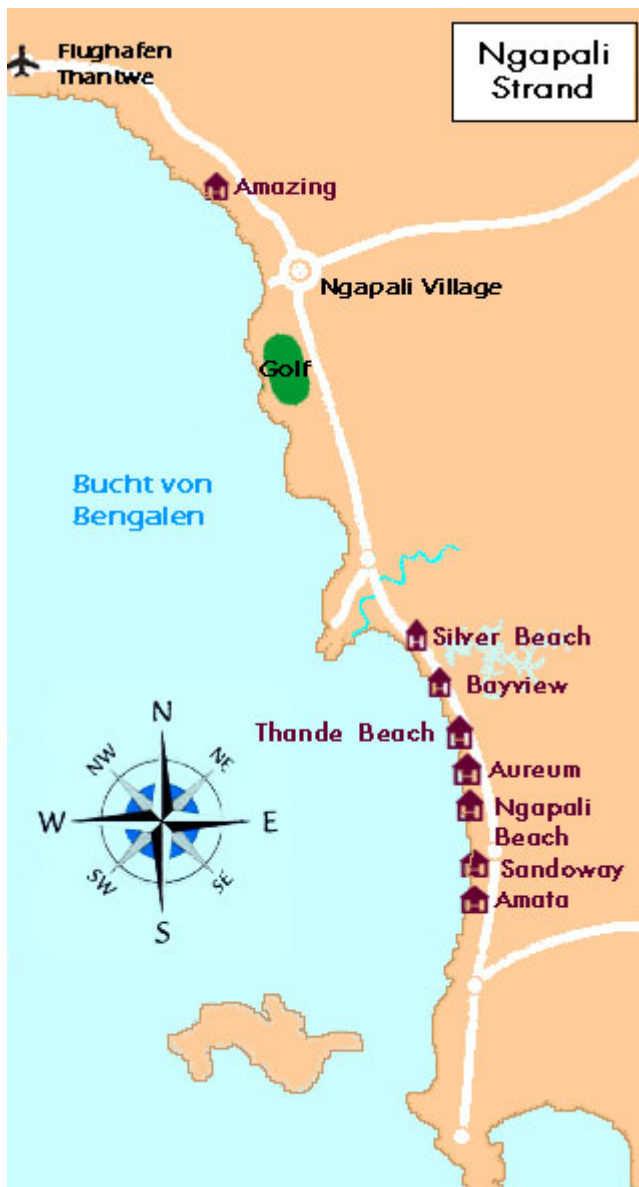 Flughafen
Thantwe
Ngapali
Strand
Amazing
Ngapali Village
Golf
Bucht von
Bengalen
Silver Beach
Bayview
Thande Beach
Aureum
Ngapali
Beach
Sandoway
Amata
N
NW
NE
W
E
SW
SE
S